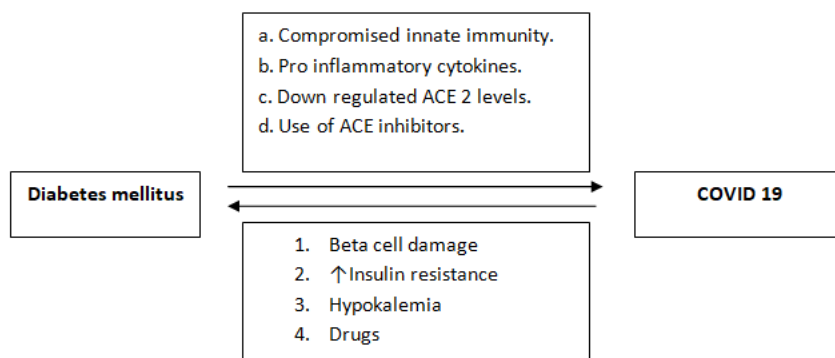 a. Compromised innate immunity.
b. Pro inflammatory cytokines.
c. Down regulated ACE 2 levels.
d. Use of ACE inhibitors.
Diabetes mellitus
COVID 19
1. Beta cell damage
2. ↑Insulin resistance
3. Hypokalemia
4. Drugs